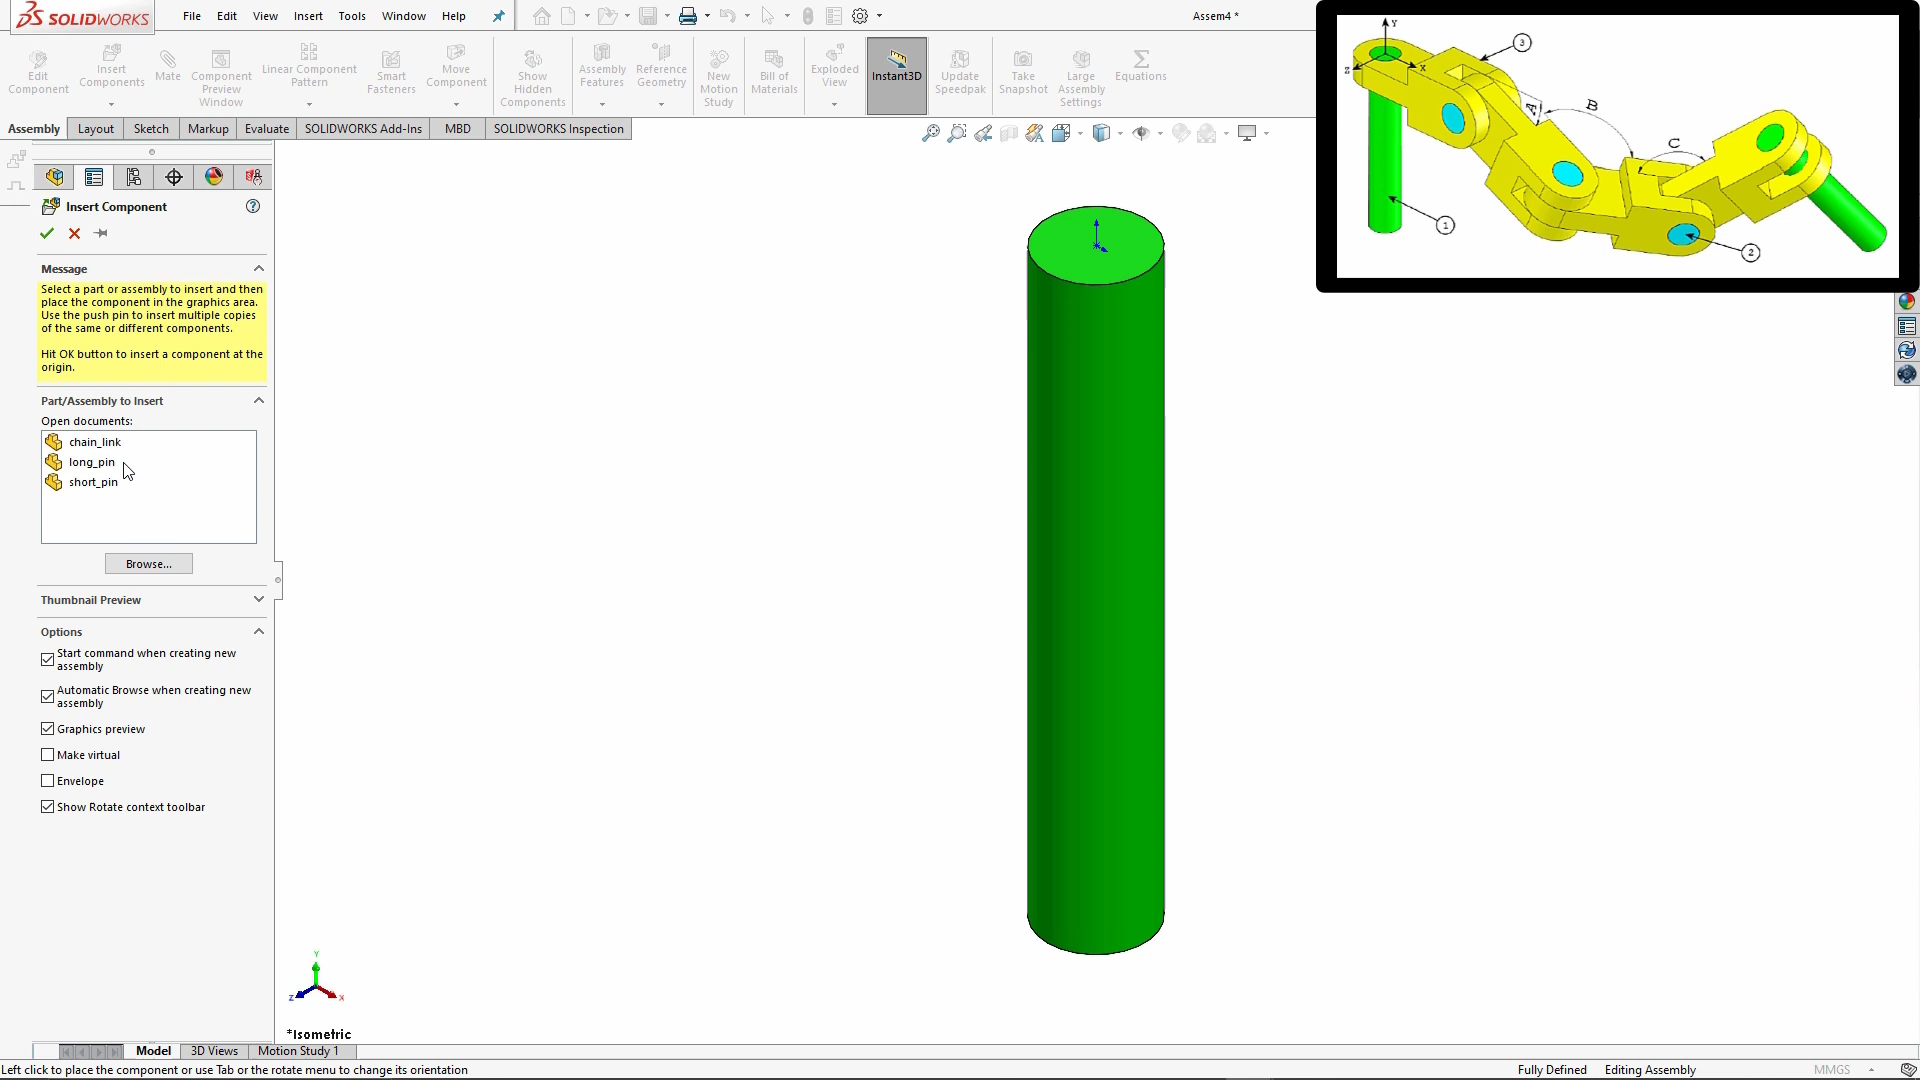 SOLIDWORKS
File Edit View Insert Tools Window Help
Assem4 *
Edit Component
Insert Components
Mate
Component Preview Window
Linear Component Pattern
Smart Fasteners
Move Component
Show Hidden Components
Assembly Features
Reference Geometry
New Motion Study
Bill of Materials
Exploded View
Instant3D
Update Speedpak
Take Snapshot
Large Assembly Settings
Equations
Assembly Layout Sketch Markup Evaluate SOLIDWORKS Add-Ins MBD SOLIDWORKS Inspection
Insert Component
Message
Select a part or assembly to insert and then
place the component in the graphics area.
Use the push pin to insert multiple copies
of the same or different components.
Hit OK button to insert a component at the
origin.
Part/Assembly to Insert
Open documents:
chain_link
long_pin
short_pin
Browse...
Thumbnail Preview
Options
Start command when creating new
assembly
Automatic Browse when creating new
assembly
Graphics preview
Make virtual
Envelope
Show Rotate context toolbar
Y
X
Z
3
A
B
C
1
2
Y
Z
X
*Isometric
Model 3D Views Motion Study 1
Left click to place the component or use Tab or the rotate menu to change its orientation
Fully Defined Editing Assembly MMGS